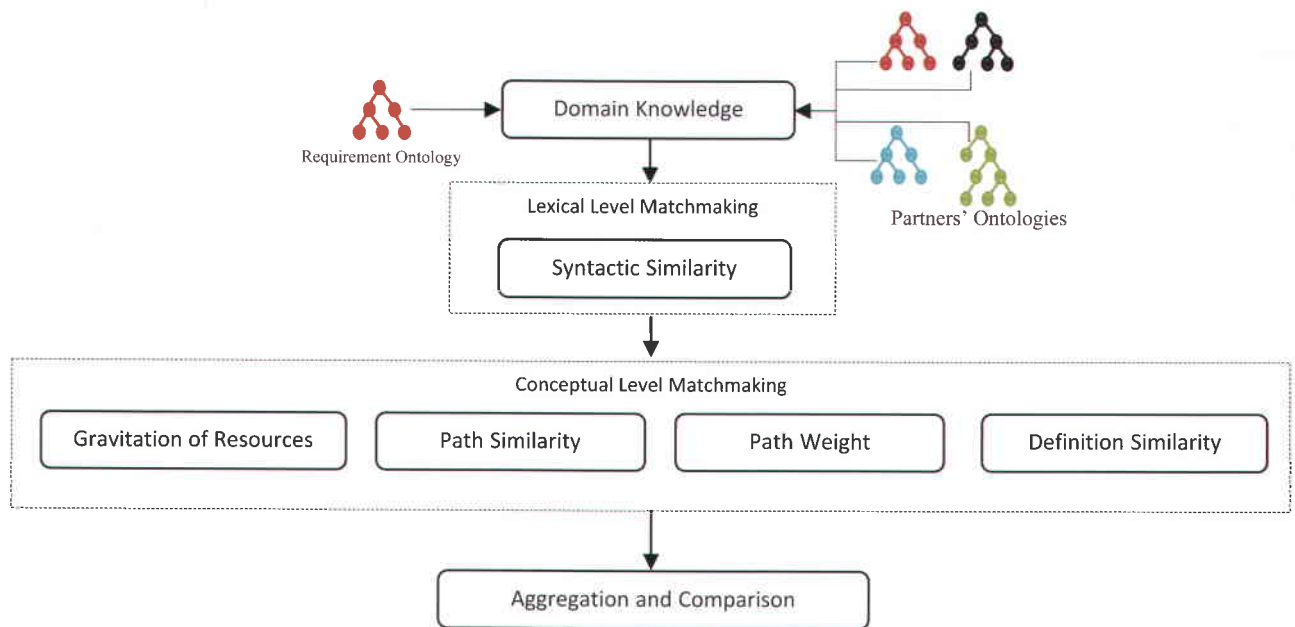 Domain Knowledge
Requirement Ontology
Partners’ Ontologies
Lexical Level Matchmaking
Syntactic Similarity
Conceptual Level Matchmaking
Gravitation of Resources
Path Similarity
Path Weight
Definition Similarity
Aggregation and Comparison